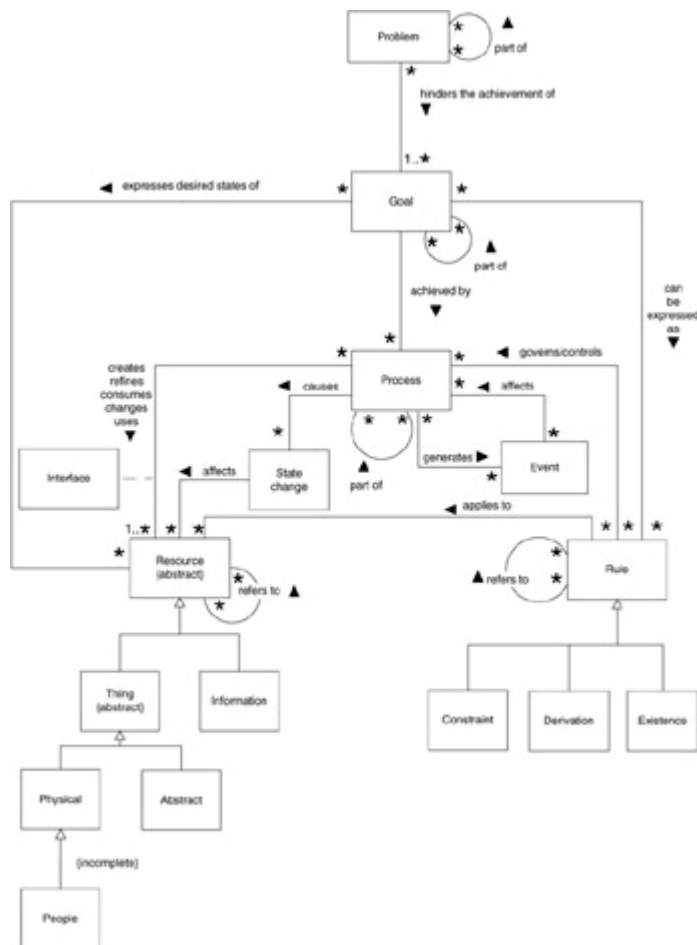 Problem
part of
*
*
*
hinders the achievement of
1..*
expresses desired states of
*
Goal
*
*
*
part of
achieved by
can
be
expressed
as
*
creates
refines
consumes
changes
uses
*
Process
*
governs/controls
causes
*
affects
*
*
*
*
*
*
part of
generates
Event
*
Interface
affects
State
change
applies to
1..*
*
*
*
*
*
*
Resource
(abstract)
*
*
refers to
refers to
*
*
Rule
Thing
(abstract)
Information
Constraint
Derivation
Existence
Physical
Abstract
(incomplete)
People